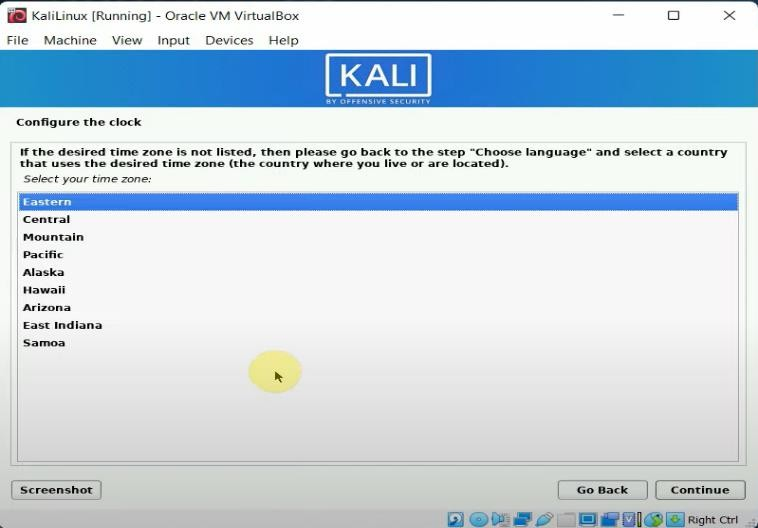 KaliLinux [Running] - Oracle VM VirtualBox
File Machine View Input Devices Help
KALI
BY OFFENSIVE SECURITY
Configure the clock
If the desired time zone is not listed, then please go back to the step "Choose language" and select a country
that uses the desired time zone (the country where you live or are located).
Select your time zone:
Eastern
Central
Mountain
Pacific
Alaska
Hawaii
Arizona
East Indiana
Samoa
Screenshot Go Back Continue
Right Ctrl